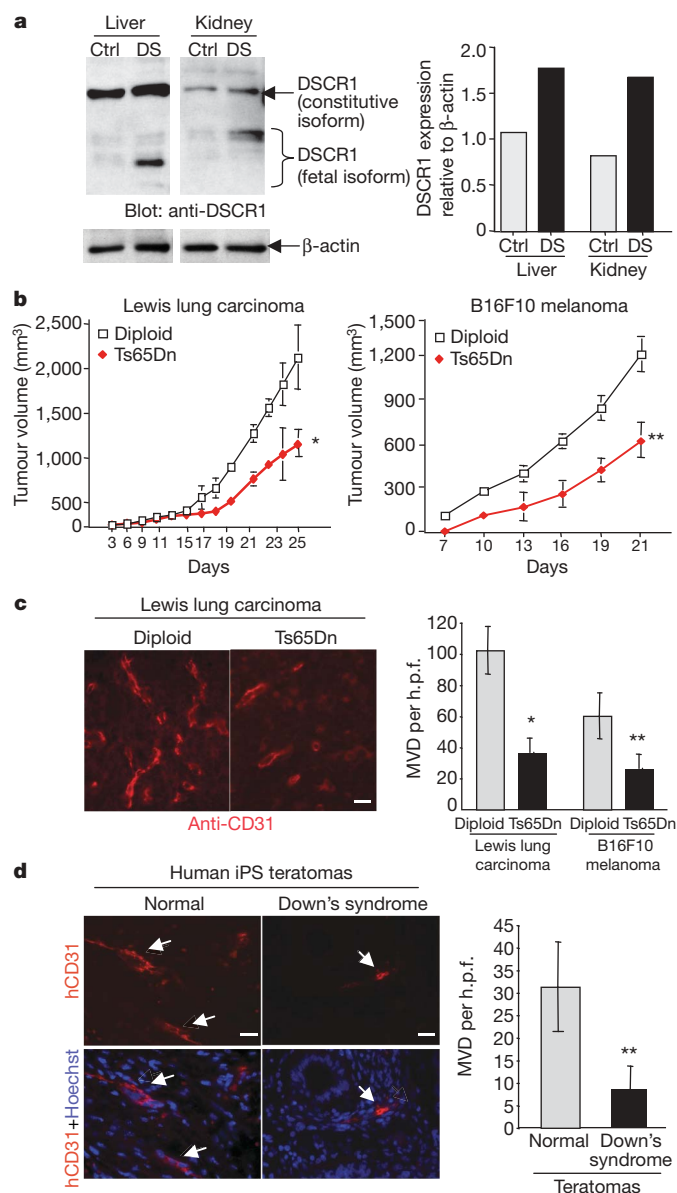 a
Liver Kidney
Ctrl DS Ctrl DS
DSCR1
(constitutive
isoform)
DSCR1
(fetal isoform)
Blot: anti-DSCR1
β-actin
DSCR1 expression
relative to β-actin
2.0
1.5
1.0
1.5
0
Ctrl DS Ctrl DS
Liver Kidney
b
Lewis lung carcinoma
Tumour volume (mm³)
2,500
2,000
1,500
1,000
500
0
Diploid
Ts65Dn
*
3 6 9 11 15 17 19 21 23 25
Days
B16F10 melanoma
Tumour volume (mm³)
1,500
1,200
900
600
300
0
Diploid
Ts65Dn
**
7 10 13 16 19 21
Days
c
Lewis lung carcinoma
Diploid Ts65Dn
Anti-CD31
MVD per h.p.f.
120
100
80
60
40
20
0
* **
Diploid Ts65Dn Diploid Ts65Dn
Lewis lung
carcinoma
B16F10
melanoma
d
Human iPS teratomas
Normal Down's syndrome
hCD31
hCD31+Hoechst
MVD per h.p.f.
45
40
35
30
25
20
15
10
5
0
**
Normal Down's
syndrome
Teratomas